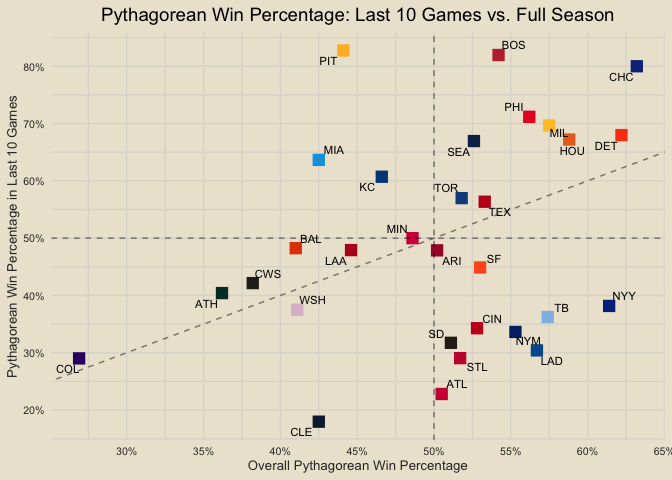 Pythagorean Win Percentage: Last 10 Games vs. Full Season
Pythagorean Win Percentage in Last 10 Games
80%
70%
60%
50%
40%
30%
20%
BOS
PIT
CHC
PHI
MIL
HOU
DET
SEA
MIA
KC
TOR
TEX
MIN
BAL
LAA
ARI
SF
CWS
ATH
WSH
NYY
TB
CIN
SD
NYM
LAD
STL
COL
ATL
CLE
30%
35%
40%
45%
50%
55%
60%
65%
Overall Pythagorean Win Percentage